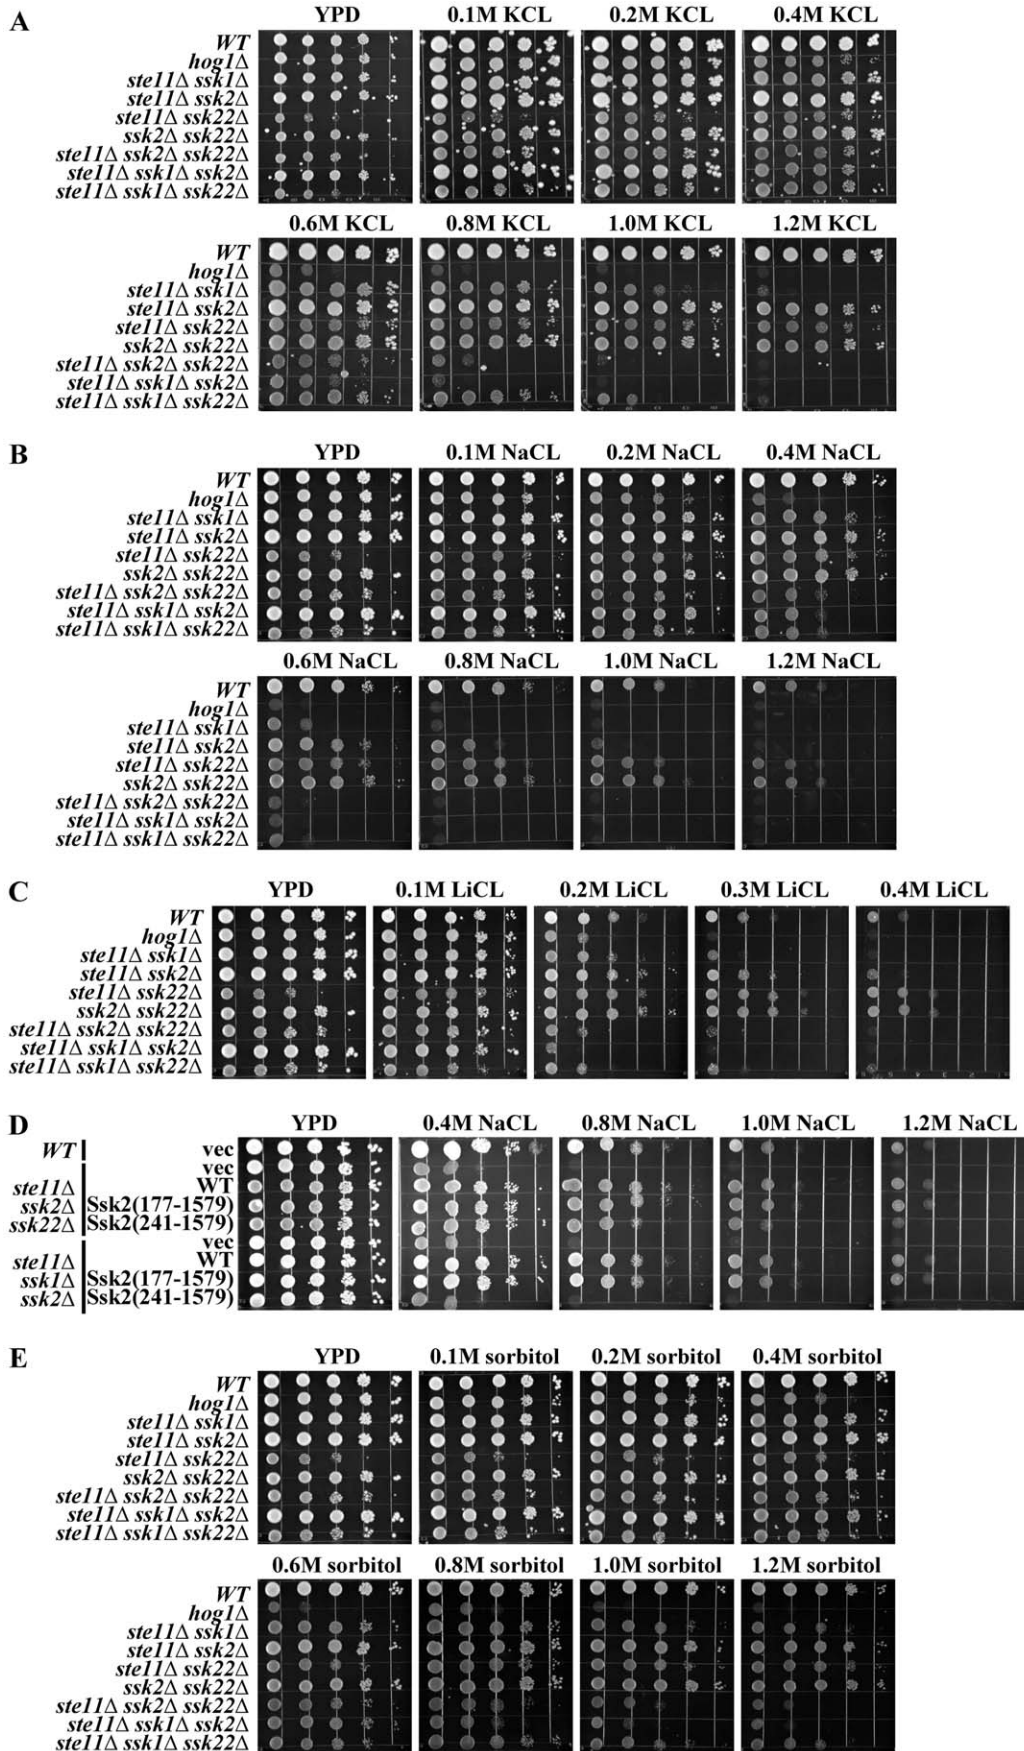 A
YPD 0.1M KCL 0.2M KCL 0.4M KCL
WT
hog1Δ
ste11Δ ssk1Δ
ste11Δ ssk2Δ
ste11Δ ssk22Δ
ssk2Δ ssk22Δ
ste11Δ ssk2Δ ssk22Δ
ste11Δ ssk1Δ ssk2Δ
ste11Δ ssk1Δ ssk22Δ
0.6M KCL 0.8M KCL 1.0M KCL 1.2M KCL
WT
hog1Δ
ste11Δ ssk1Δ
ste11Δ ssk2Δ
ste11Δ ssk22Δ
ssk2Δ ssk22Δ
ste11Δ ssk2Δ ssk22Δ
ste11Δ ssk1Δ ssk2Δ
ste11Δ ssk1Δ ssk22Δ
B
YPD 0.1M NaCL 0.2M NaCL 0.4M NaCL
WT
hog1Δ
ste11Δ ssk1Δ
ste11Δ ssk2Δ
ste11Δ ssk22Δ
ssk2Δ ssk22Δ
ste11Δ ssk2Δ ssk22Δ
ste11Δ ssk1Δ ssk2Δ
ste11Δ ssk1Δ ssk22Δ
0.6M NaCL 0.8M NaCL 1.0M NaCL 1.2M NaCL
WT
hog1Δ
ste11Δ ssk1Δ
ste11Δ ssk2Δ
ste11Δ ssk22Δ
ssk2Δ ssk22Δ
ste11Δ ssk2Δ ssk22Δ
ste11Δ ssk1Δ ssk2Δ
ste11Δ ssk1Δ ssk22Δ
C
YPD 0.1M LiCL 0.2M LiCL 0.3M LiCL 0.4M LiCL
WT
hog1Δ
ste11Δ ssk1Δ
ste11Δ ssk2Δ
ste11Δ ssk22Δ
ssk2Δ ssk22Δ
ste11Δ ssk2Δ ssk22Δ
ste11Δ ssk1Δ ssk2Δ
ste11Δ ssk1Δ ssk22Δ
D
YPD 0.4M NaCL 0.8M NaCL 1.0M NaCL 1.2M NaCL
WT vec
vec
ste11Δ WT
ssk2Δ Ssk2(177-1579)
ssk22Δ Ssk2(241-1579)
vec
ste11Δ WT
ssk1Δ Ssk2(177-1579)
ssk2Δ Ssk2(241-1579)
E
YPD 0.1M sorbitol 0.2M sorbitol 0.4M sorbitol
WT
hog1Δ
ste11Δ ssk1Δ
ste11Δ ssk2Δ
ste11Δ ssk22Δ
ssk2Δ ssk22Δ
ste11Δ ssk2Δ ssk22Δ
ste11Δ ssk1Δ ssk2Δ
ste11Δ ssk1Δ ssk22Δ
0.6M sorbitol 0.8M sorbitol 1.0M sorbitol 1.2M sorbitol
WT
hog1Δ
ste11Δ ssk1Δ
ste11Δ ssk2Δ
ste11Δ ssk22Δ
ssk2Δ ssk22Δ
ste11Δ ssk2Δ ssk22Δ
ste11Δ ssk1Δ ssk2Δ
ste11Δ ssk1Δ ssk22Δ